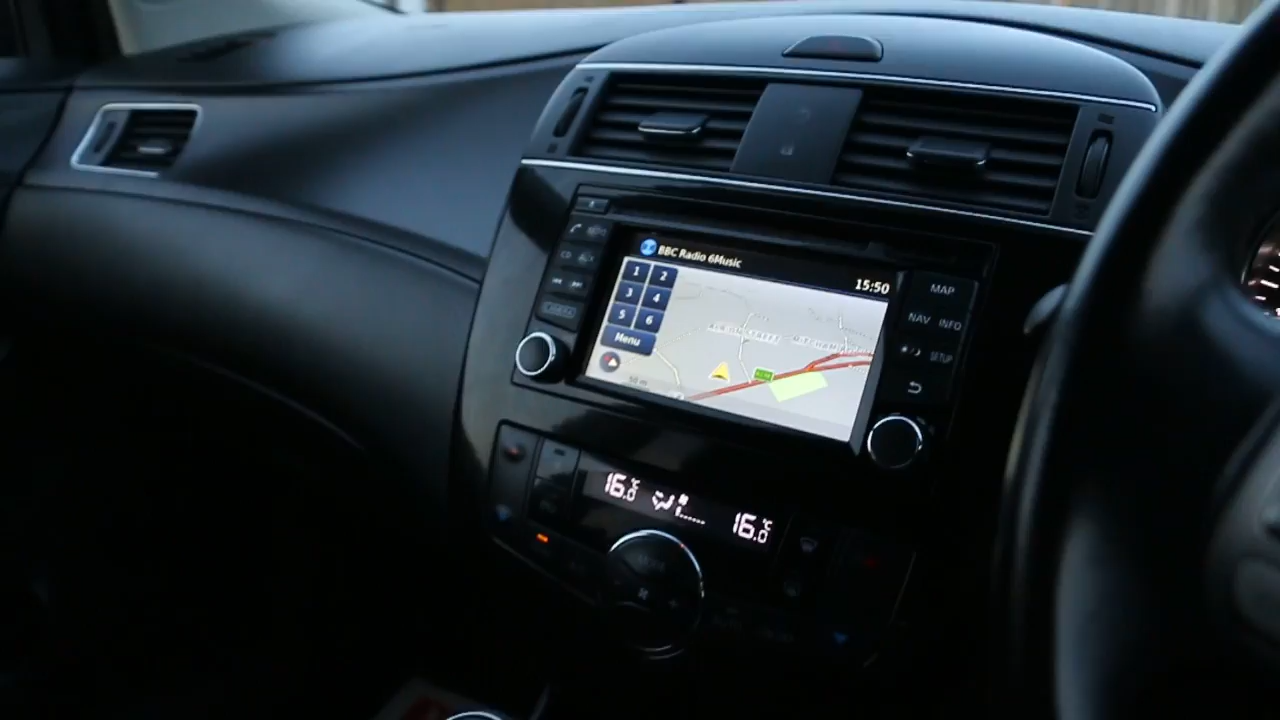 BBC Radio 6Music
15:50
1 2
3 4
5 6
Menu
MAP
NAV INFO
SETUP
CD
16.0°C
16.0°C